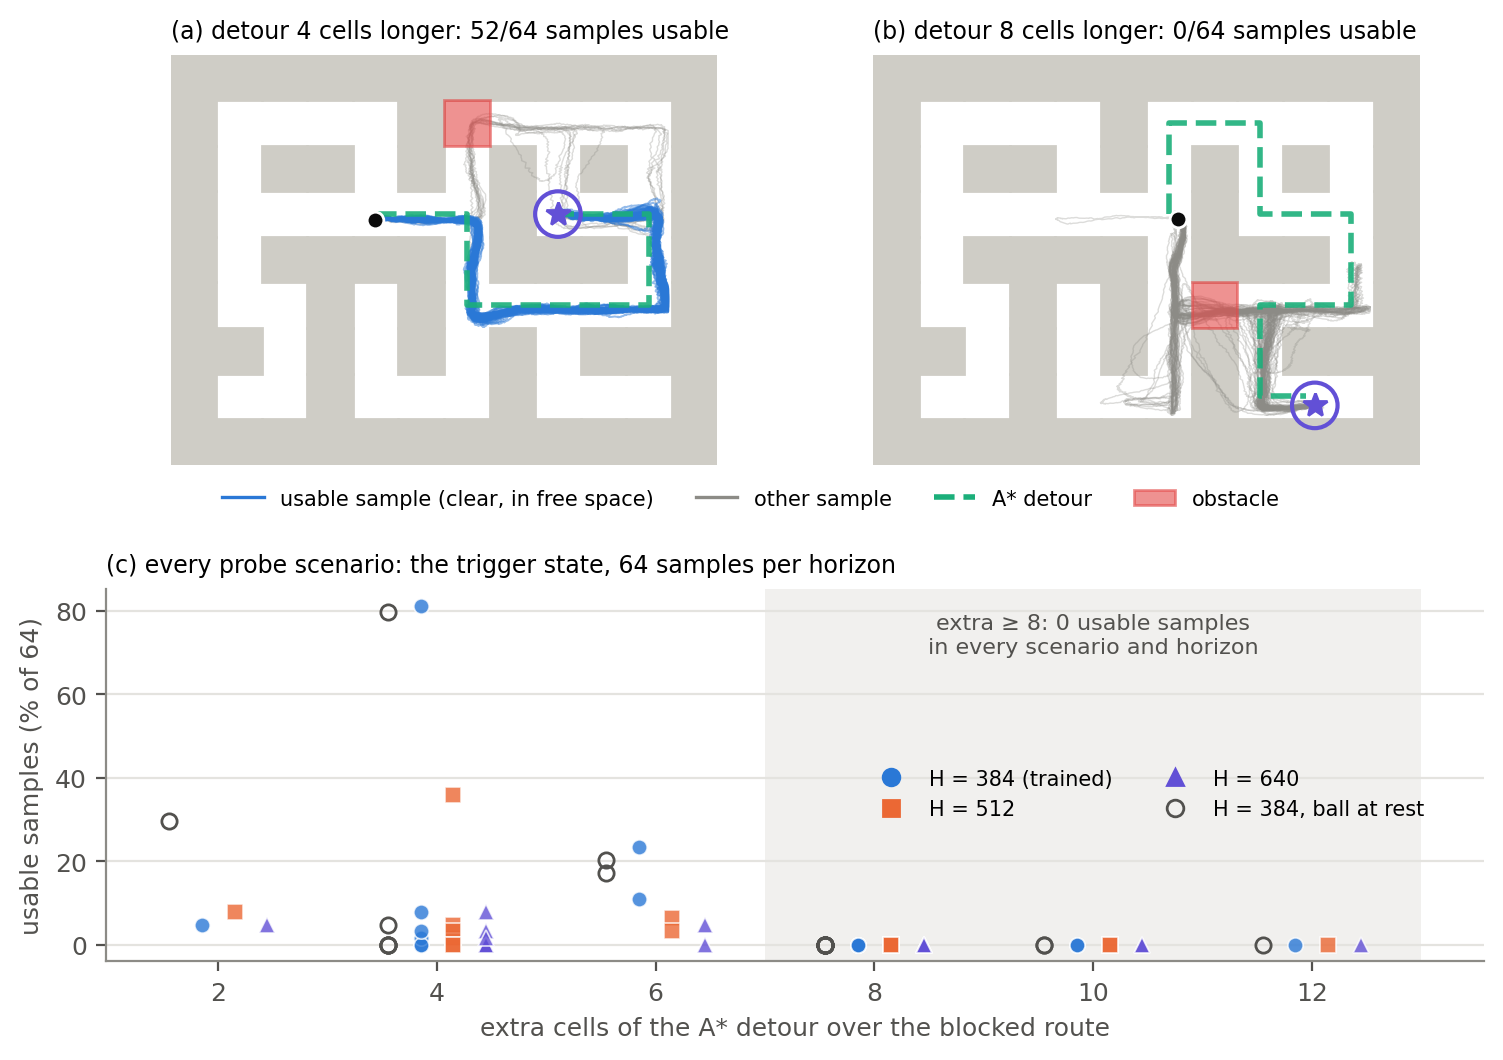 (a) detour 4 cells longer: 52/64 samples usable
(b) detour 8 cells longer: 0/64 samples usable
usable sample (clear, in free space)
other sample
A* detour
obstacle
(c) every probe scenario: the trigger state, 64 samples per horizon
usable samples (% of 64)
80
60
40
20
0
extra ≥ 8: 0 usable samples
in every scenario and horizon
H = 384 (trained)
H = 512
H = 640
H = 384, ball at rest
2
4
6
8
10
12
extra cells of the A* detour over the blocked route